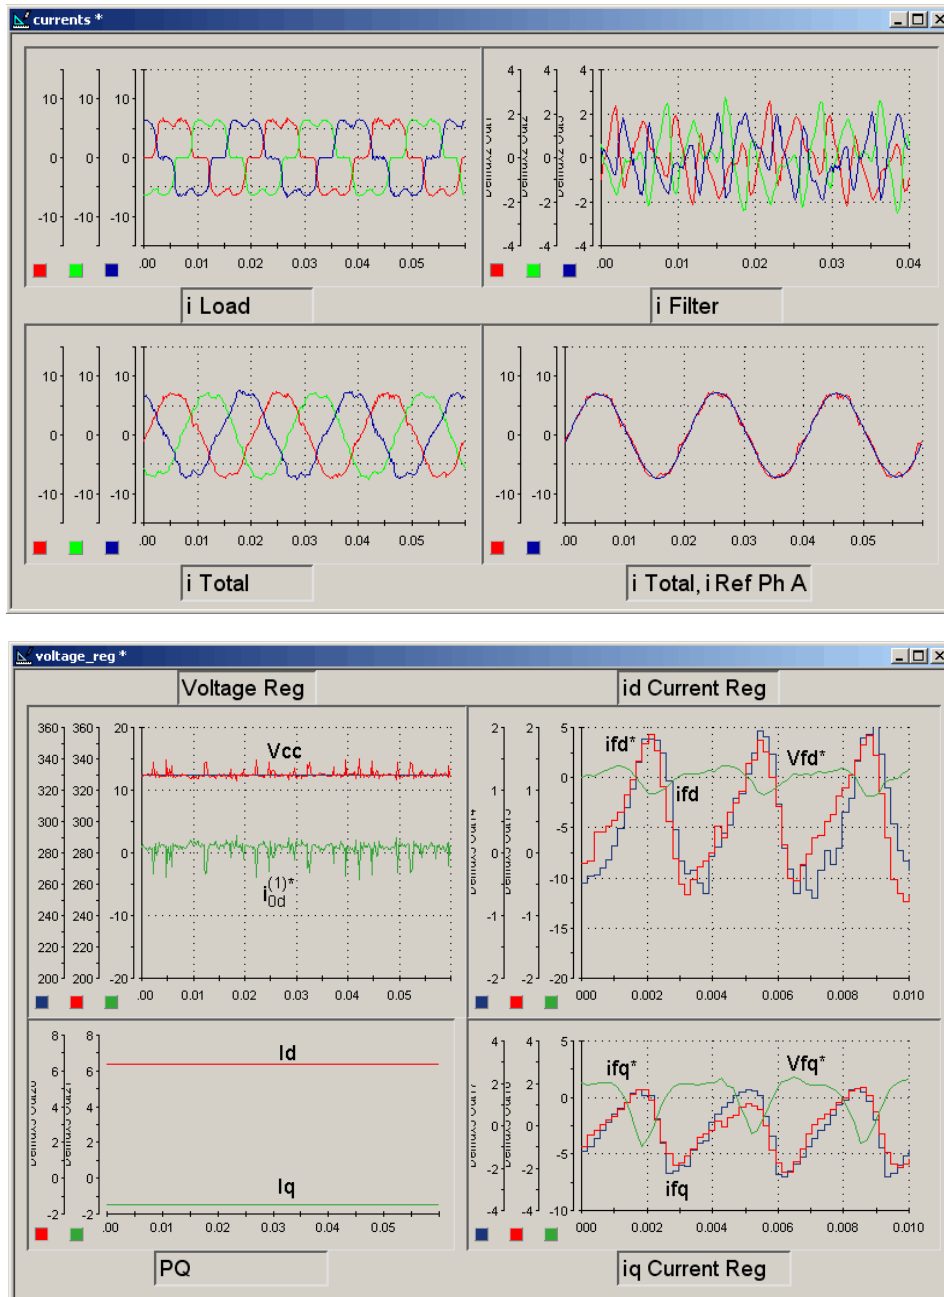 currents *
10 10 10 4 4 4
2 2 2
0 0 0 0 0 0
-10 -10 -10 -2 -2 -2
-4 -4 -4
.00 0.01 0.02 0.03 0.04 0.05
.00 0.01 0.02 0.03 0.04
i Load
i Filter
10 10 10 10 10
0 0 0 0 0
-10 -10 -10 -10 -10
.00 0.01 0.02 0.03 0.04 0.05
.00 0.01 0.02 0.03 0.04 0.05
i Total
i Total, i Ref Ph A
voltage_reg *
Voltage Reg
id Current Reg
360 360 20
340 340
320 320 10
300 300
280 280 0
260 260
240 240 -10
220 220
200 200 -20
Vcc
i0d(1)*
.00 0.01 0.02 0.03 0.04 0.05
2 2 5
1 1 0
-5
0 0
-10
-1 -1 -15
-2 -2 -20
ifd*
Vfd*
ifd
000 0.002 0.004 0.006 0.008 0.010
8 8
6 6
4 4
2 2
0 0
-2 -2
Id
Iq
.00 0.01 0.02 0.03 0.04 0.05
PQ
4 4 5
2 2 0
0 0
-5
-2 -2
-4 -4 -10
ifq*
Vfq*
ifq
000 0.002 0.004 0.006 0.008 0.010
iq Current Reg